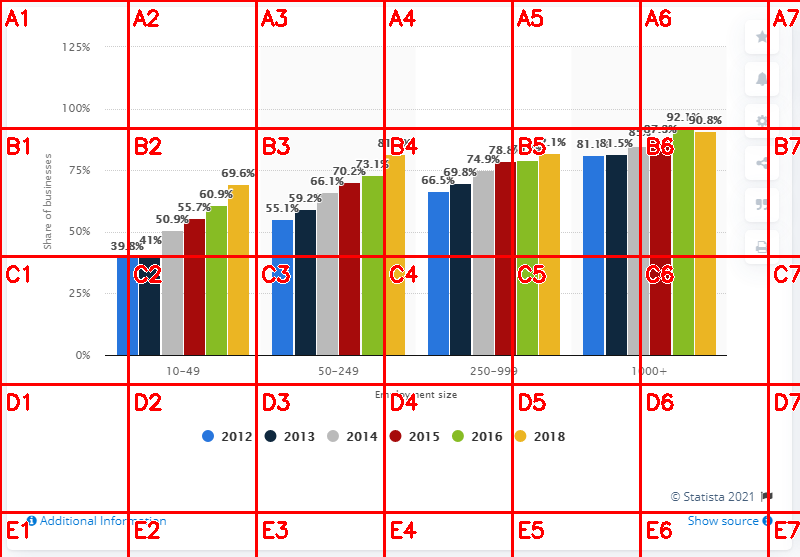 A1 A2 A3 A4 A5 A6 A7
125%
100%
92.1% 90.8%
B1 B2 B3 B4 B5 B6 B7
81.1% 81.5%
78.8%
74.9%
73.1%
75%
70.2% 69.8%
69.6%
66.1% 66.5%
60.9%
59.2%
55.7% 55.1%
50.9%
50%
41%
39.8%
Share of businesses
C1 C2 C3 C4 C5 C6 C7
25%
0%
10–49 50–249 250–999 1000+
D1 D2 D3 D4 D5 D6 D7
Employment size
2012 2013 2014 2015 2016 2018
© Statista 2021
Additional Information Show source
E1 E2 E3 E4 E5 E6 E7